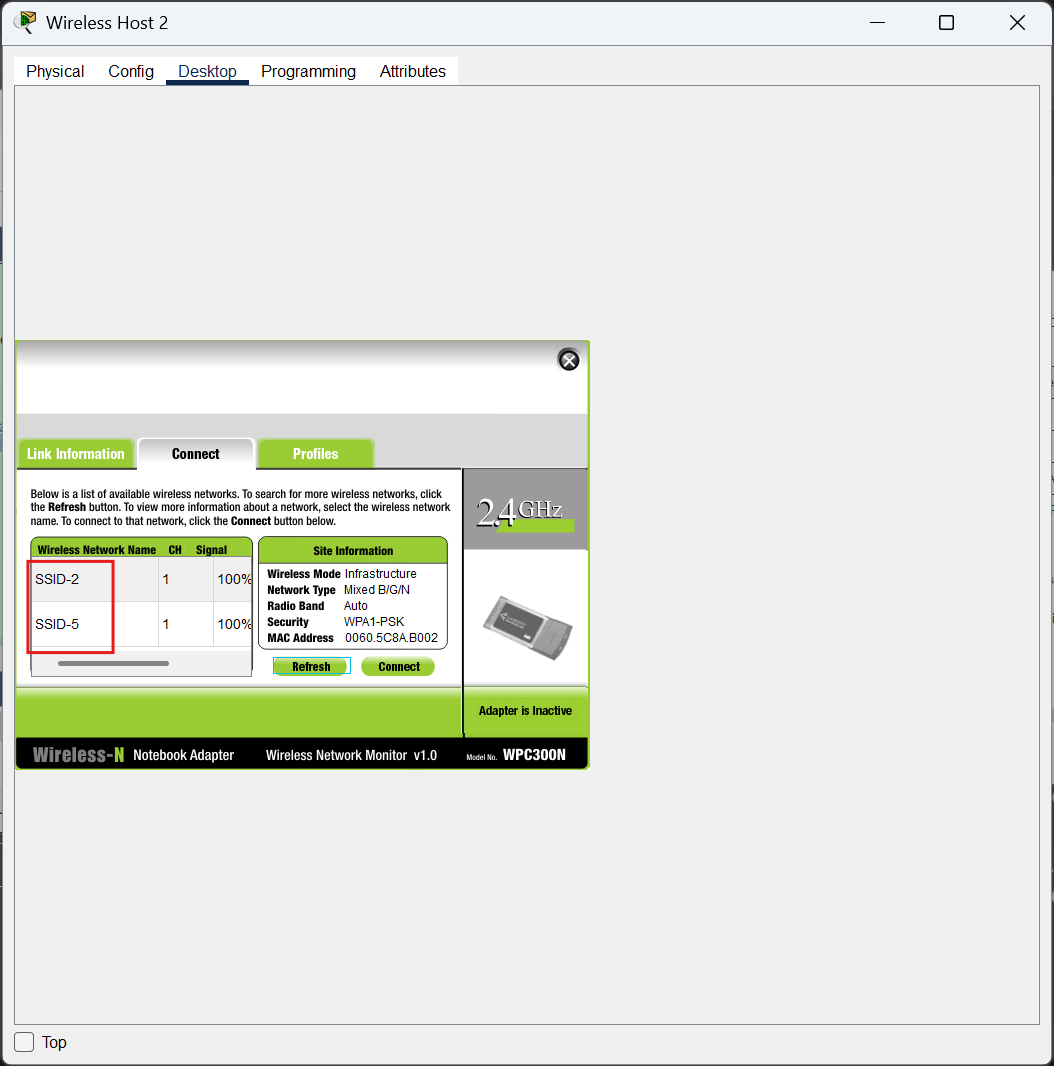 Wireless Host 2
Physical Config Desktop Programming Attributes
Link Information Connect Profiles
Below is a list of available wireless networks. To search for more wireless networks, click
the Refresh button. To view more information about a network, select the wireless network
name. To connect to that network, click the Connect button below.
2.4GHz
Wireless Network Name CH Signal
SSID-2 1 100%
SSID-5 1 100%
Site Information
Wireless Mode Infrastructure
Network Type Mixed B/G/N
Radio Band Auto
Security WPA1-PSK
MAC Address 0060.5C8A.B002
Refresh Connect
Adapter is Inactive
Wireless-N Notebook Adapter Wireless Network Monitor v1.0 Model No. WPC300N
Top